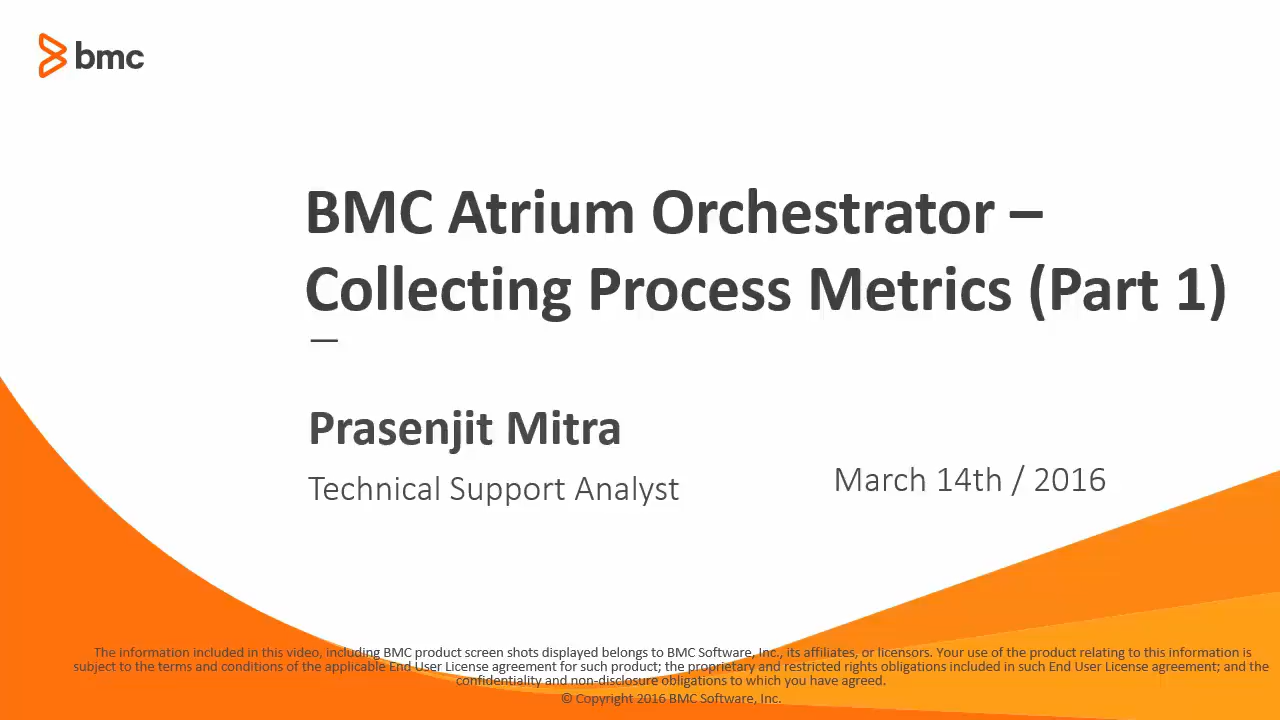 bmc
BMC Atrium Orchestrator –
Collecting Process Metrics (Part 1)
Prasenjit Mitra
Technical Support Analyst
March 14th / 2016
The information included in this video, including BMC product screen shots displayed belongs to BMC Software, Inc., its affiliates, or licensors. Your use of the product relating to this information is
subject to the terms and conditions of the applicable End User License agreement for such product; the proprietary and restricted rights obligations included in such End User License agreement; and the
confidentiality and non-disclosure obligations to which you have agreed.
© Copyright 2016 BMC Software, Inc.